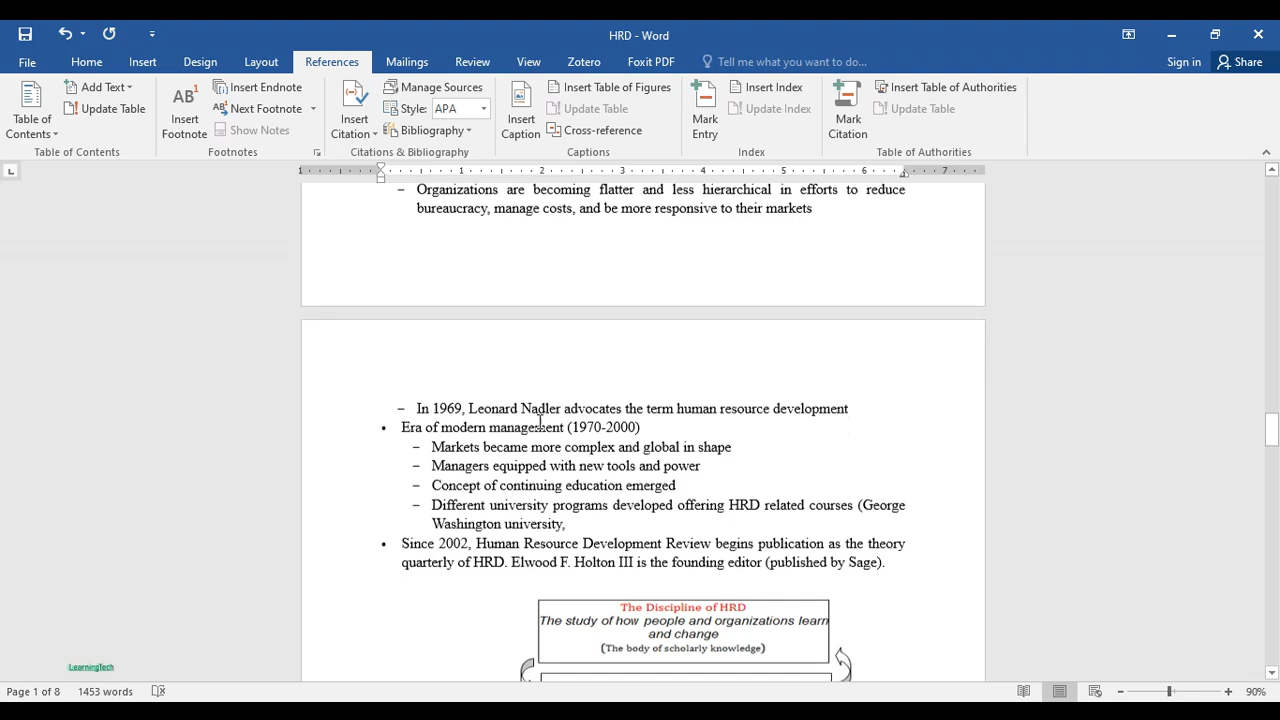 HRD - Word
File Home Insert Design Layout References Mailings Review View Zotero Foxit PDF Tell me what you want to do... Sign in Share
Table of Contents
Add Text
Update Table
Table of Contents
AB1
Insert Footnote
Insert Endnote
Next Footnote
Show Notes
Footnotes
Insert Citation
Manage Sources
Style: APA
Bibliography
Citations & Bibliography
Insert Caption
Insert Table of Figures
Update Table
Cross-reference
Captions
Mark Entry
Insert Index
Update Index
Index
Mark Citation
Insert Table of Authorities
Update Table
Table of Authorities
1 1 2 3 4 5 6 7
– Organizations are becoming flatter and less hierarchical in efforts to reduce
bureaucracy, manage costs, and be more responsive to their markets
– In 1969, Leonard Nadler advocates the term human resource development
• Era of modern management (1970-2000)
– Markets became more complex and global in shape
– Managers equipped with new tools and power
– Concept of continuing education emerged
– Different university programs developed offering HRD related courses (George
Washington university,
• Since 2002, Human Resource Development Review begins publication as the theory
quarterly of HRD. Elwood F. Holton III is the founding editor (published by Sage).
The Discipline of HRD
The study of how people and organizations learn
and change
(The body of scholarly knowledge)
LearningTech
Page 1 of 8 1453 words 90%